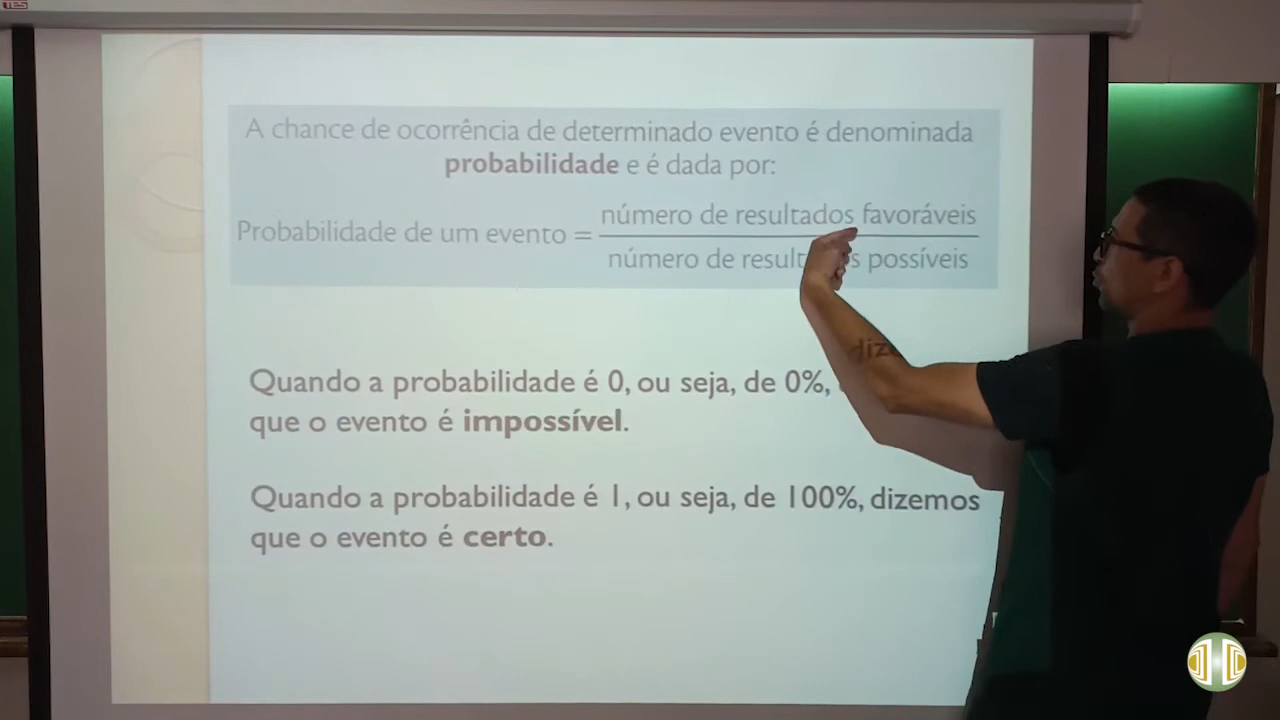 TES
A chance de ocorrência de determinado evento é denominada
probabilidade e é dada por:
Probabilidade de um evento = número de resultados favoráveis
número de result s possíveis
Quando a probabilidade é 0, ou seja, de 0%, dize
que o evento é impossível.
Quando a probabilidade é 1, ou seja, de 100%, dizemos
que o evento é certo.